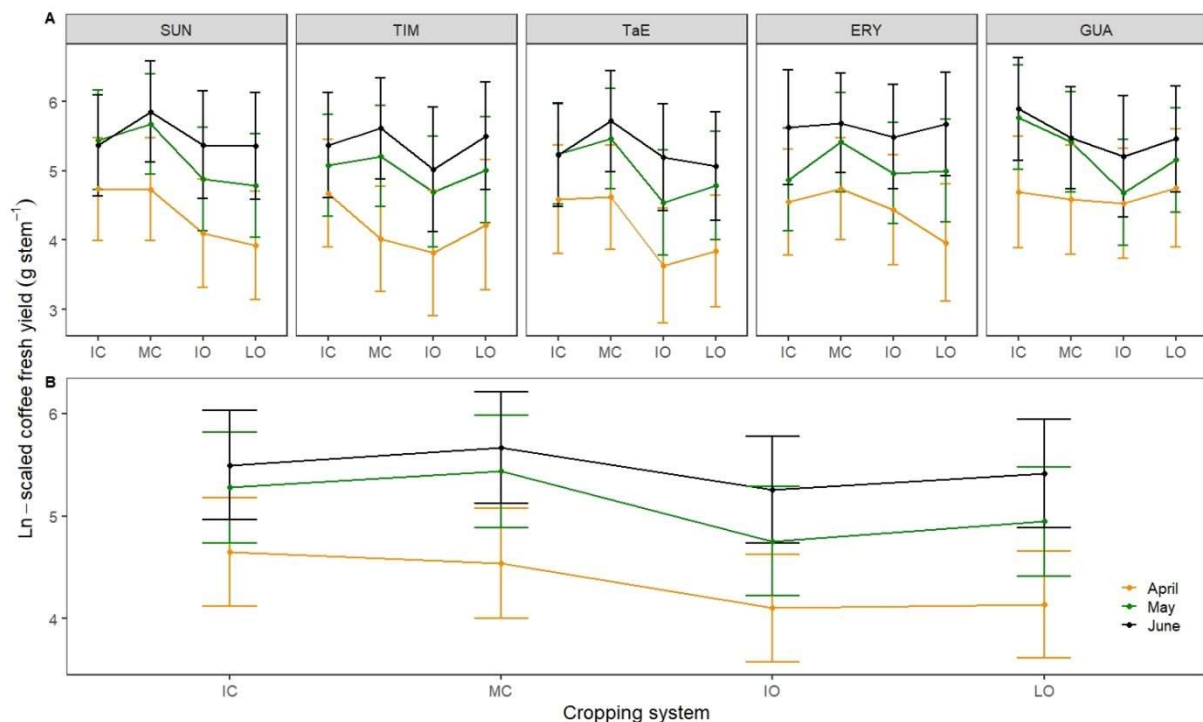 A
SUN TIM TaE ERY GUA
6
5
4
3
IC MC IO LO IC MC IO LO IC MC IO LO IC MC IO LO IC MC IO LO
Ln − scaled coffee fresh yield (g stem⁻¹)
B
6
5
4
April
May
June
IC MC IO LO
Cropping system